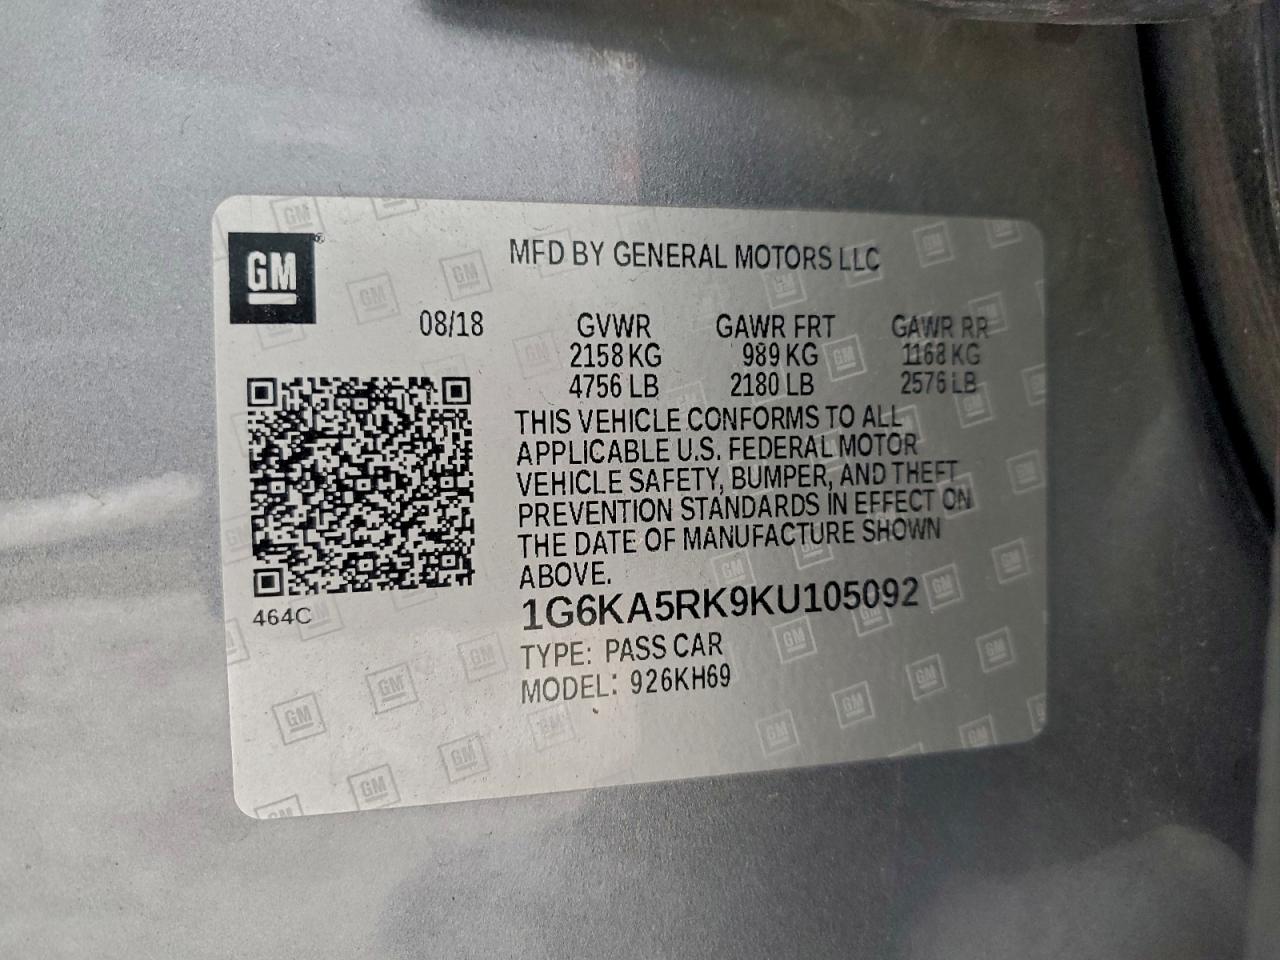 GM
MFD BY GENERAL MOTORS LLC
08/18 GVWR GAWR FRT GAWR RR
2158 KG 989 KG 1168 KG
4756 LB 2180 LB 2576 LB
THIS VEHICLE CONFORMS TO ALL
APPLICABLE U.S. FEDERAL MOTOR
VEHICLE SAFETY, BUMPER, AND THEFT
PREVENTION STANDARDS IN EFFECT ON
THE DATE OF MANUFACTURE SHOWN
ABOVE.
464C
1G6KA5RK9KU105092
TYPE: PASS CAR
MODEL: 926KH69